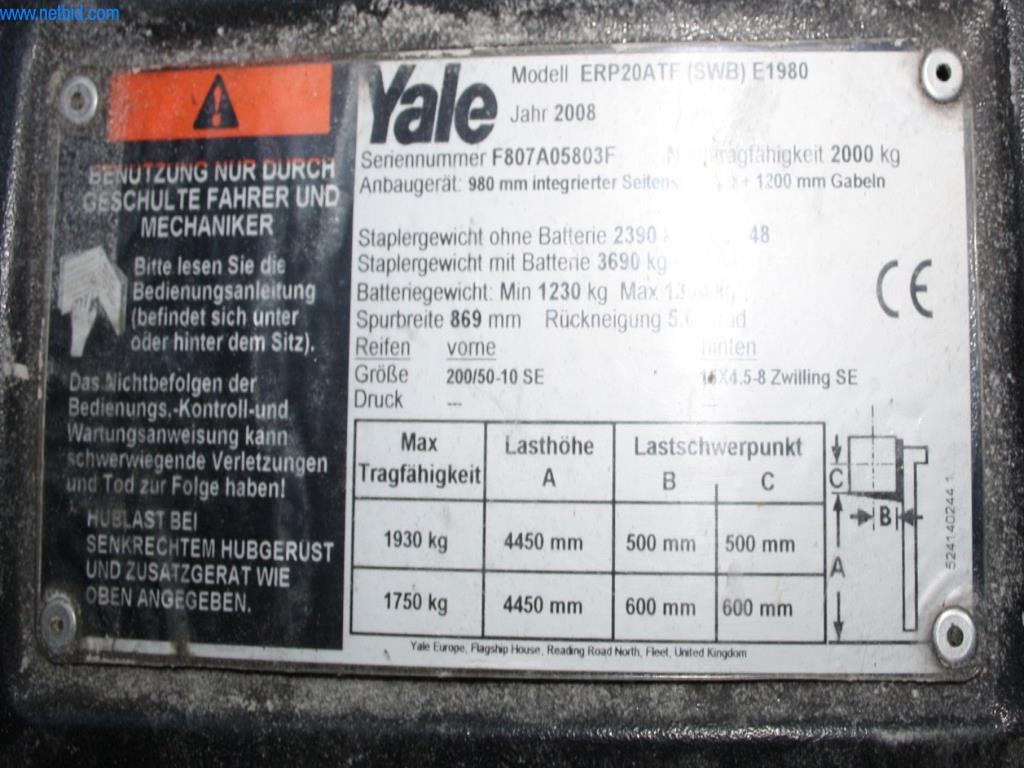 www.netbid.com
Yale
Modell ERP20ATF (SWB) E1980
Jahr 2008
Seriennummer F807A05803F Tragfähigkeit 2000 kg
Anbaugerät: 980 mm integrierter + 1200 mm Gabeln
Staplergewicht ohne Batterie 2390 48
Staplergewicht mit Batterie 3690 kg
Batteriegewicht: Min 1230 kg Max
Spurbreite 869 mm Rückneigung
Reifen vorne hinten
Größe 200/50-10 SE Zwilling SE
Druck --- ---
CE
BENUTZUNG NUR DURCH
GESCHULTE FAHRER UND
MECHANIKER
Bitte lesen Sie die
Bedienungsanleitung
(befindet sich unter
oder hinter dem Sitz).
Das Nichtbefolgen der
Bedienungs,-Kontroll-und
Wartungsanweisung kann
schwerwiegende Verletzungen
und Tod zur Folge haben!
HUBLAST BEI
SENKRECHTEM HUBGERÜST
UND ZUSATZGERÄT WIE
OBEN ANGEGEBEN.
Max Lasthöhe Lastschwerpunkt
Tragfähigkeit A B C
1930 kg 4450 mm 500 mm 500 mm
1750 kg 4450 mm 600 mm 600 mm
C
B
A
524140244 1
Yale Europe, Flagship House, Reading Road North, Fleet, United Kingdom